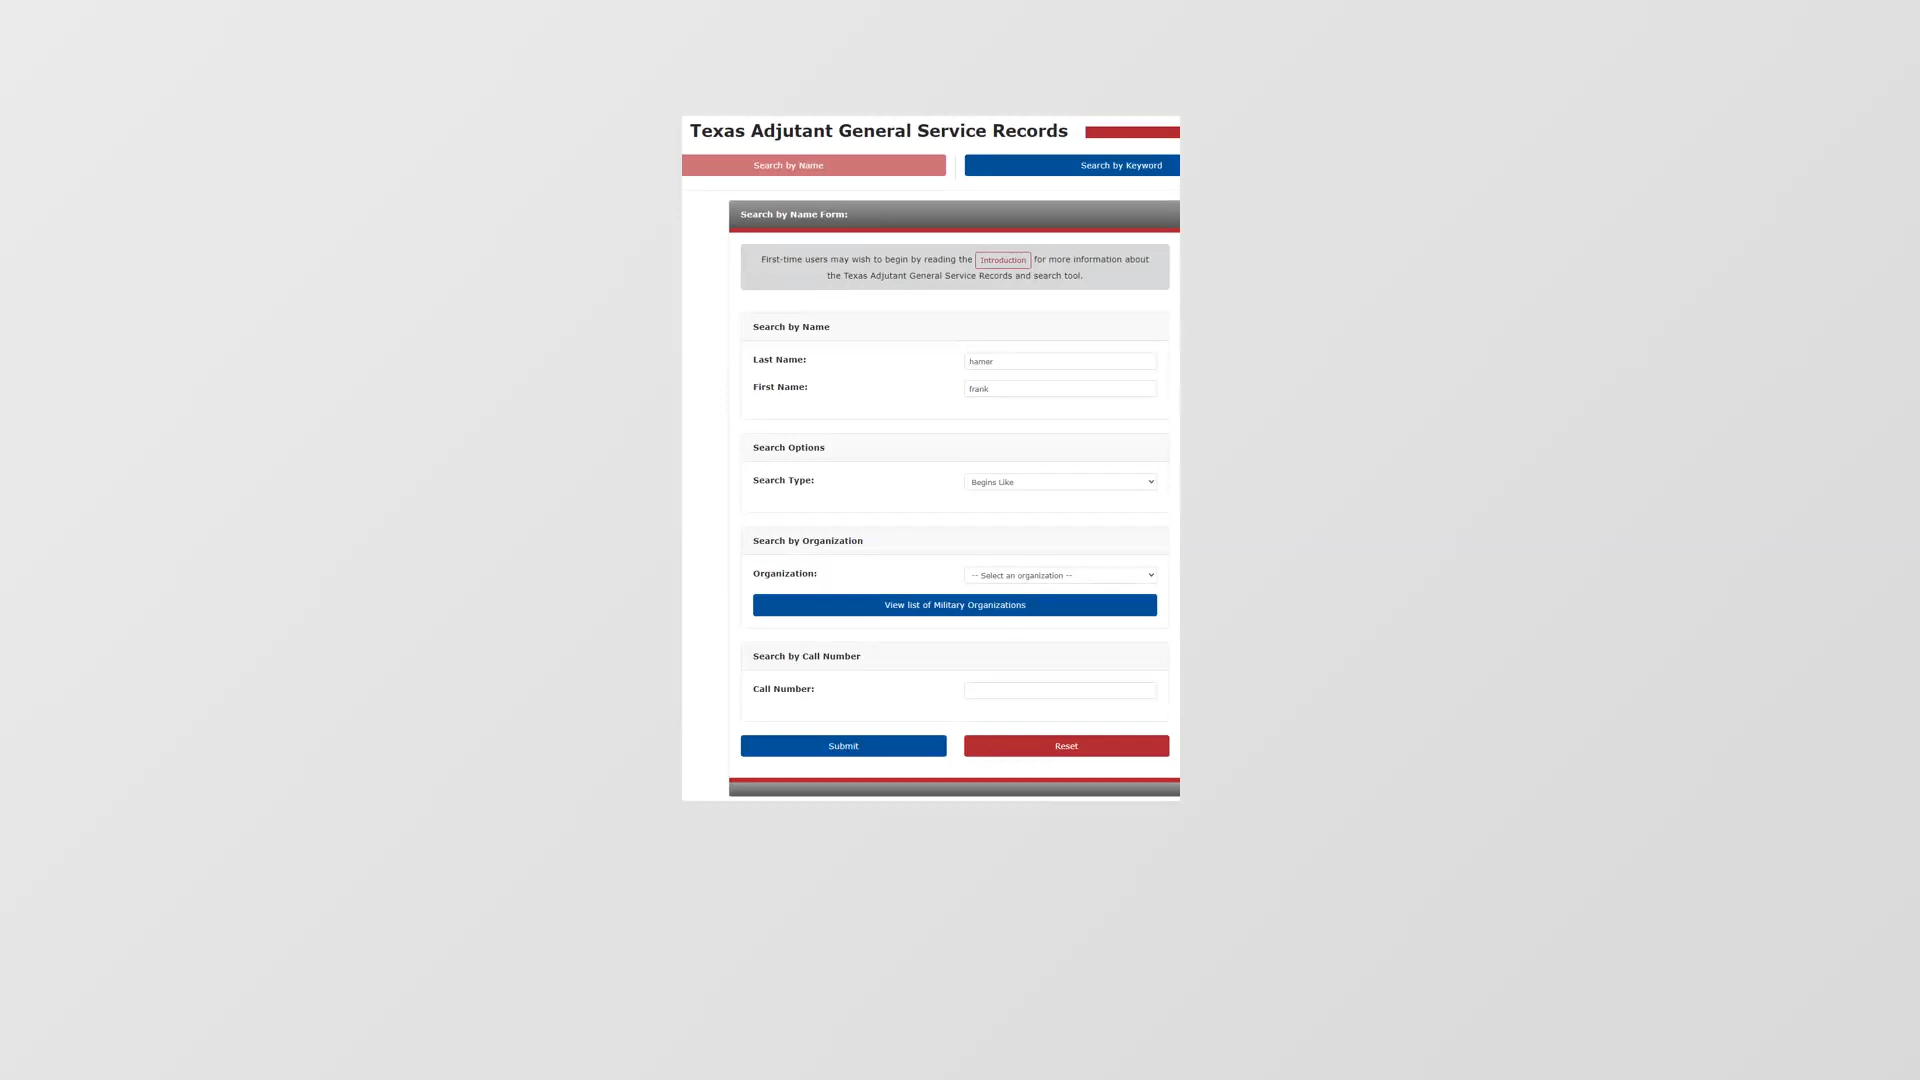 Texas Adjutant General Service Records
Search by Name
Search by Keyword
Search by Name Form:
First-time users may wish to begin by reading the Introduction for more information about
the Texas Adjutant General Service Records and search tool.
Search by Name
Last Name:
hamer
First Name:
frank
Search Options
Search Type:
Begins Like
Search by Organization
Organization:
-- Select an organization --
View list of Military Organizations
Search by Call Number
Call Number:
Submit
Reset